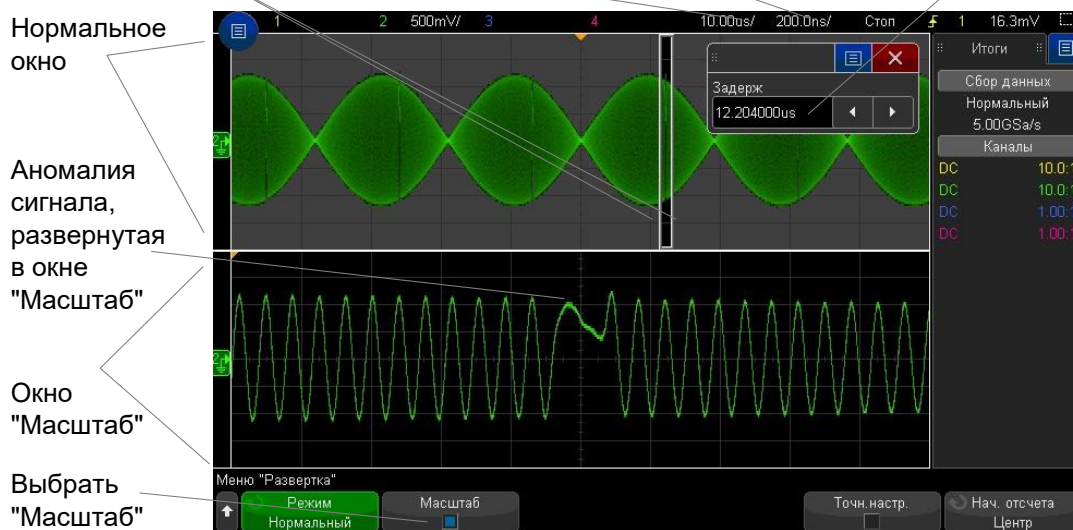 1 2 500mV/ 3 4 10.00us/ 200.0ns/ Стоп 1 16.3mV
Нормальное
окно
Итоги
Задерж
12.204000us
Сбор данных
Нормальный
5.00GSa/s
Каналы
DC 10.0:1
DC 10.0:1
DC 1.00:1
DC 1.00:1
2
Аномалия
сигнала,
развернутая
в окне
"Масштаб"
2
Окно
"Масштаб"
Выбрать
"Масштаб"
Меню "Развертка"
Режим
Нормальный
Масштаб
Точн.настр.
Нач. отсчета
Центр